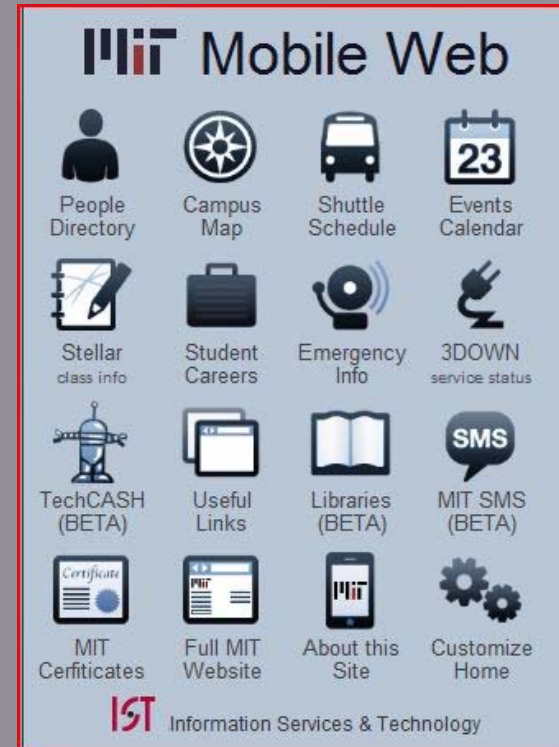 MIT Mobile Web
People Directory
Campus Map
Shuttle Schedule
23
Events Calendar
Stellar
class info
Student Careers
Emergency Info
3DOWN
service status
TechCASH (BETA)
Useful Links
Libraries (BETA)
SMS
MIT SMS (BETA)
Certificate
MIT Cerfiticates
MIT
Full MIT Website
MIT
About this Site
Customize Home
IST Information Services & Technology